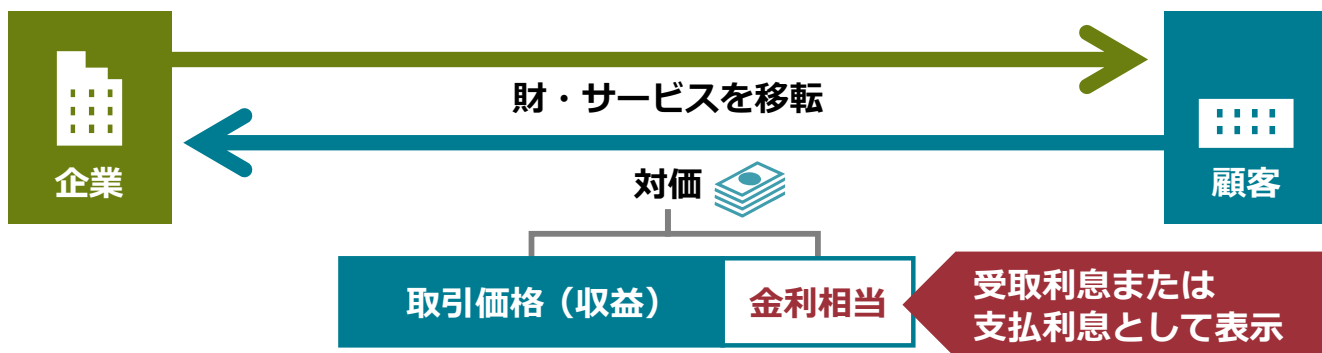 財・サービスを移転
企業
対価
顧客
取引価格（収益）
金利相当
受取利息または
支払利息として表示